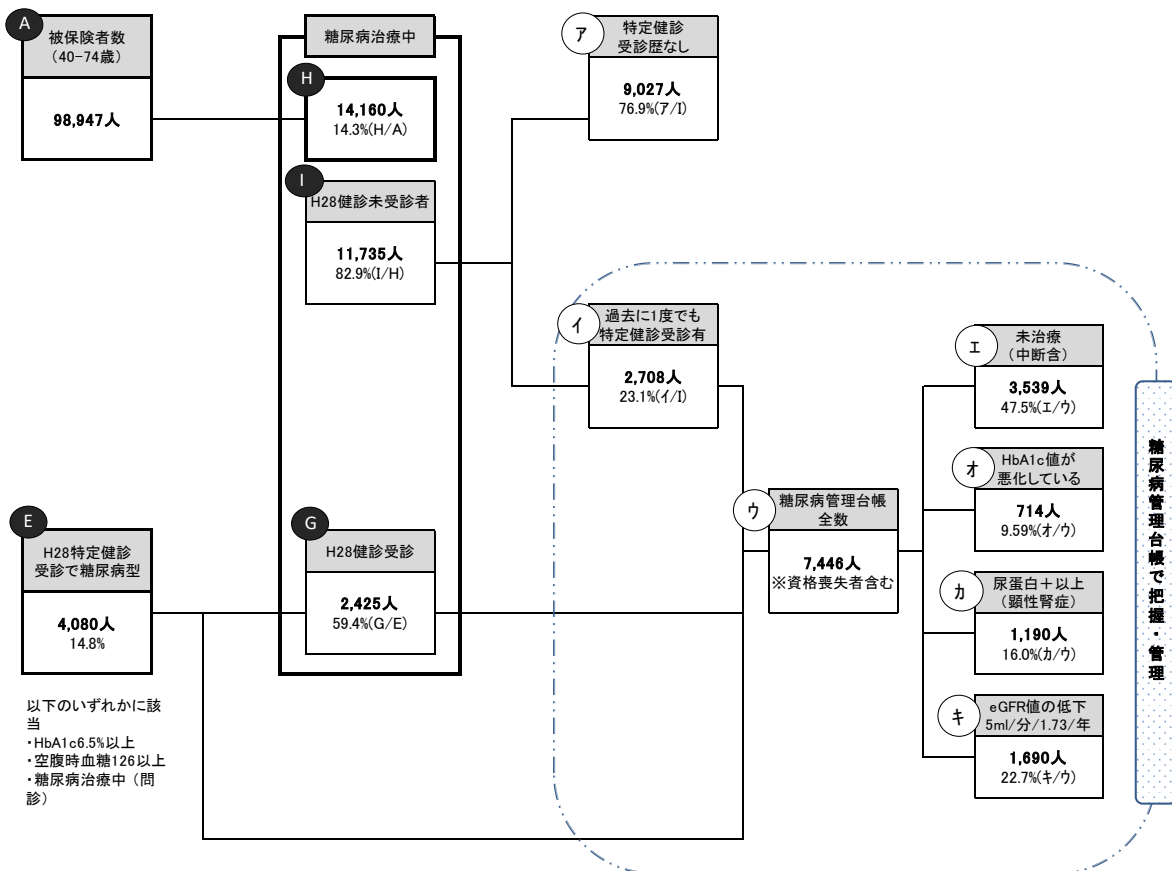 A
被保険者数
（40-74歳）
98,947人
糖尿病治療中
H
14,160人
14.3%(H/A)
I
H28健診未受診者
11,735人
82.9%(I/H)
ア
特定健診
受診歴なし
9,027人
76.9%(ア/I)
イ
過去に1度でも
特定健診受診有
2,708人
23.1%(イ/I)
E
H28特定健診
受診で糖尿病型
4,080人
14.8%
以下のいずれかに該
当
・HbA1c6.5%以上
・空腹時血糖126以上
・糖尿病治療中（問
診）
G
H28健診受診
2,425人
59.4%(G/E)
ウ
糖尿病管理台帳
全数
7,446人
※資格喪失者含む
エ
未治療
（中断含）
3,539人
47.5%(エ/ウ)
オ
HbA1c値が
悪化している
714人
9.59%(オ/ウ)
カ
尿蛋白＋以上
（顕性腎症）
1,190人
16.0%(カ/ウ)
キ
eGFR値の低下
5ml/分/1.73/年
1,690人
22.7%(キ/ウ)
糖尿病管理台帳で把握・管理